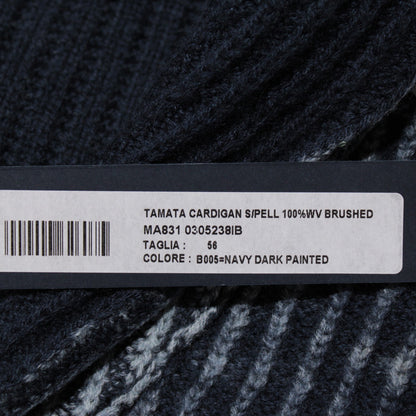 TAMATA CARDIGAN S/PELL 100%WV BRUSHED
MA831 0305238IB
TAGLIA : 56
COLORE : B005=NAVY DARK PAINTED